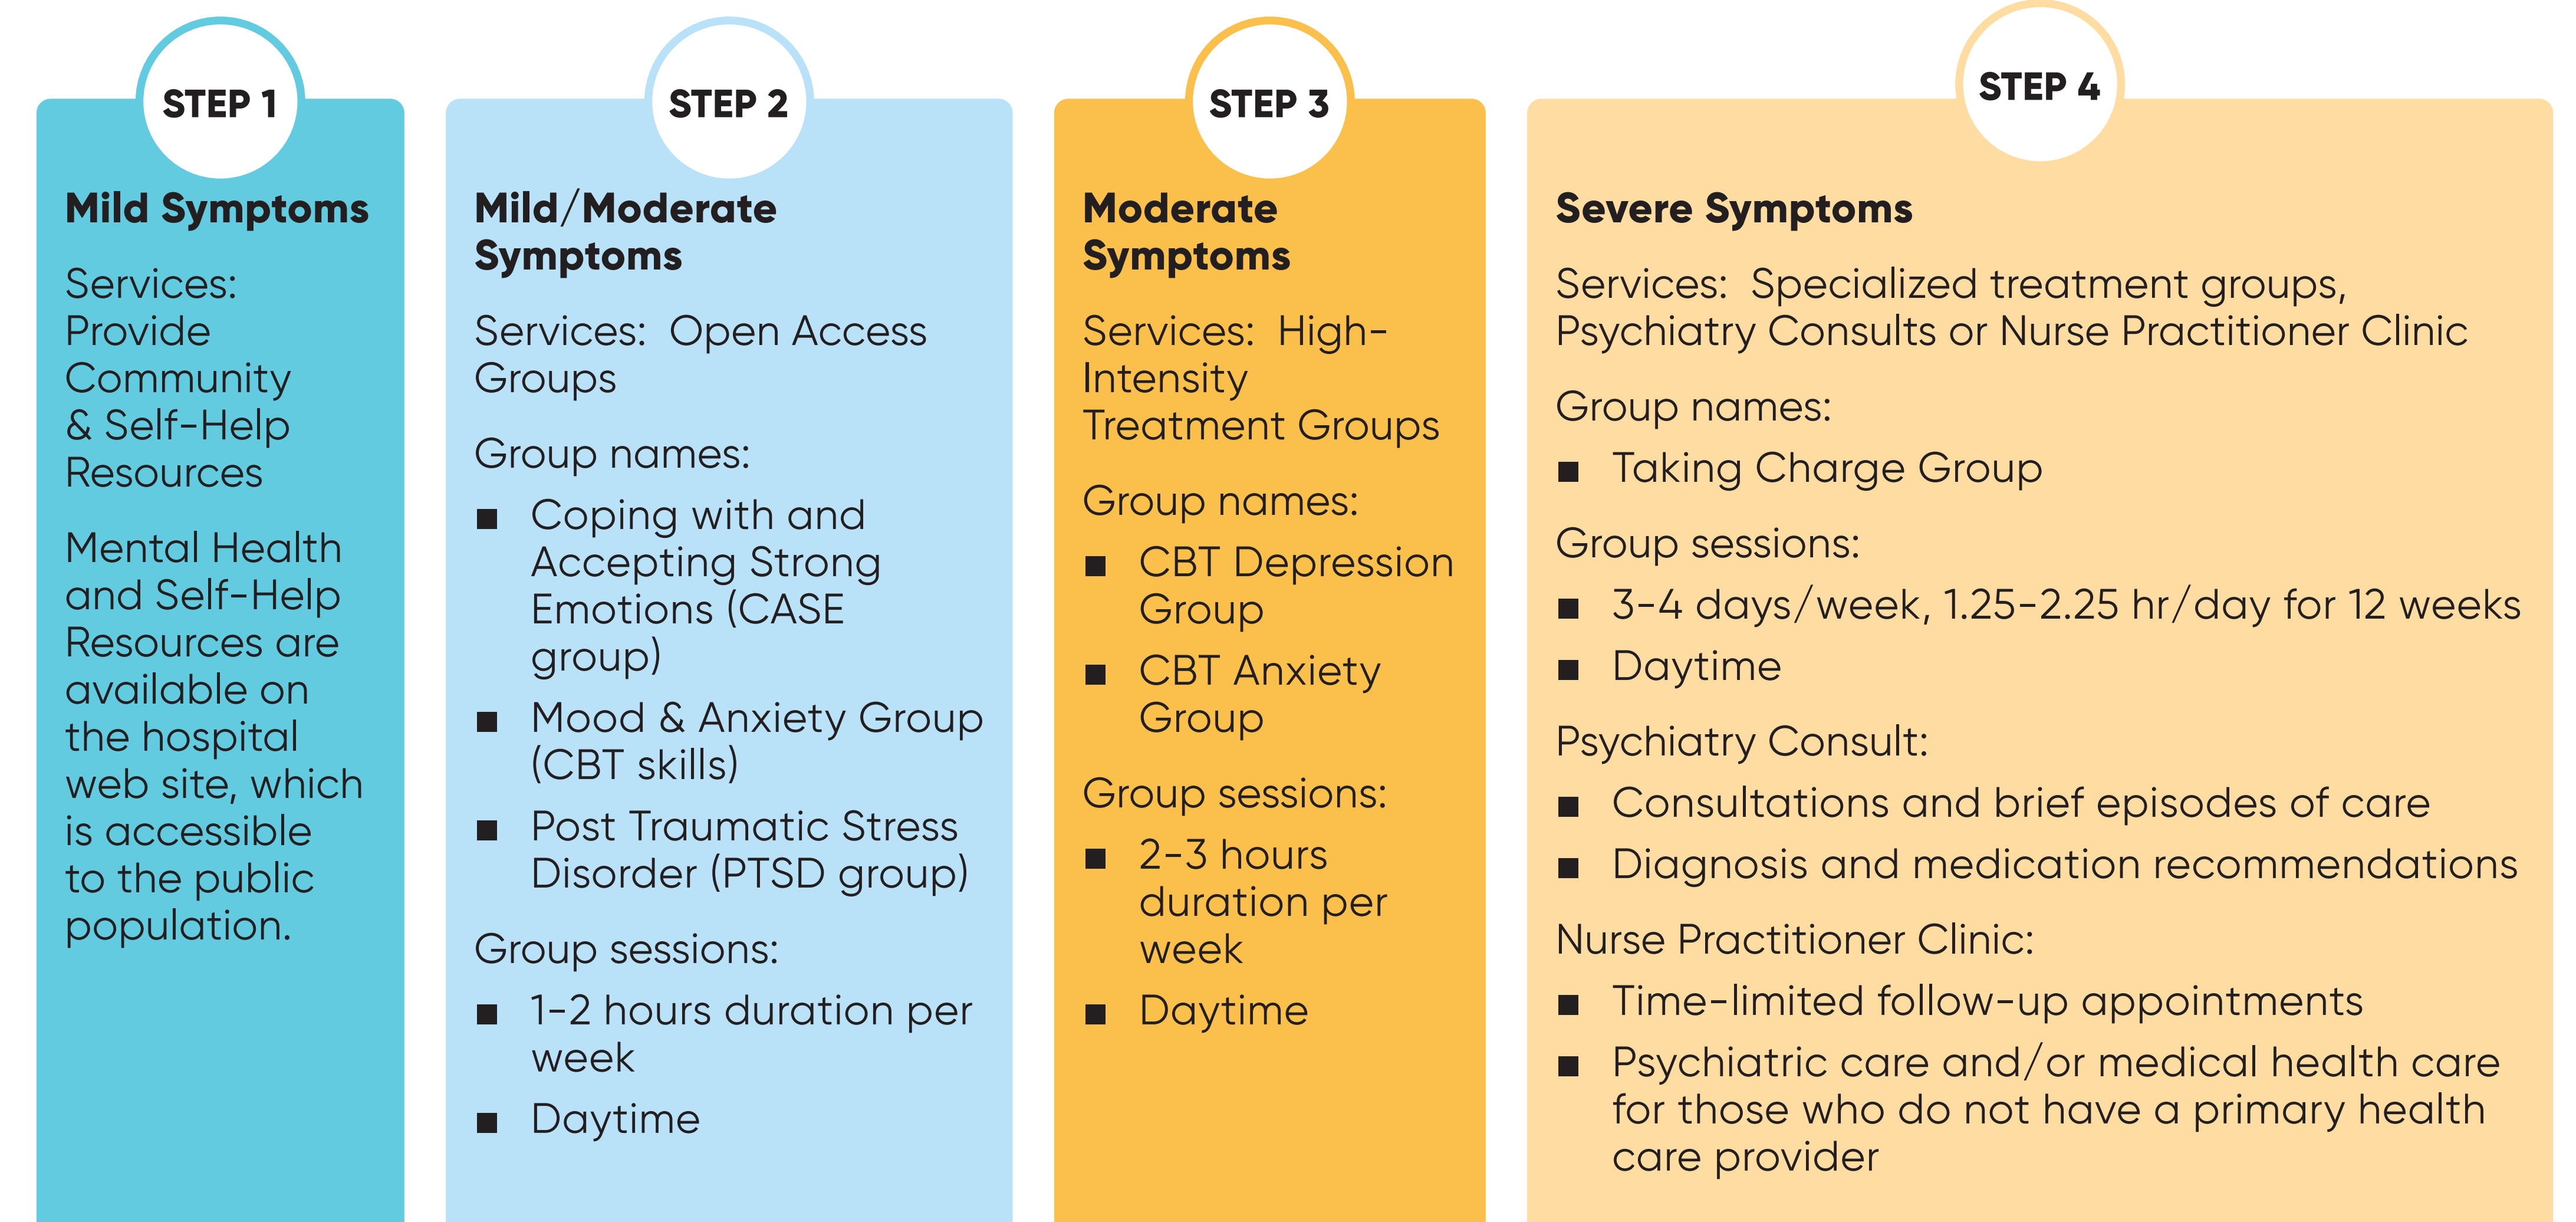 STEP 1
Mild Symptoms
Services:
Provide
Community
& Self-Help
Resources
Mental Health
and Self-Help
Resources are
available on
the hospital
web site, which
is accessible
to the public
population.
STEP 2
Mild/Moderate
Symptoms
Services: Open Access
Groups
Group names:
■ Coping with and
Accepting Strong
Emotions (CASE
group)
■ Mood & Anxiety Group
(CBT skills)
■ Post Traumatic Stress
Disorder (PTSD group)
Group sessions:
■ 1-2 hours duration per
week
■ Daytime
STEP 3
Moderate
Symptoms
Services: High-
Intensity
Treatment Groups
Group names:
■ CBT Depression
Group
■ CBT Anxiety
Group
Group sessions:
■ 2-3 hours
duration per
week
■ Daytime
STEP 4
Severe Symptoms
Services: Specialized treatment groups,
Psychiatry Consults or Nurse Practitioner Clinic
Group names:
■ Taking Charge Group
Group sessions:
■ 3-4 days/week, 1.25-2.25 hr/day for 12 weeks
■ Daytime
Psychiatry Consult:
■ Consultations and brief episodes of care
■ Diagnosis and medication recommendations
Nurse Practitioner Clinic:
■ Time-limited follow-up appointments
■ Psychiatric care and/or medical health care
for those who do not have a primary health
care provider